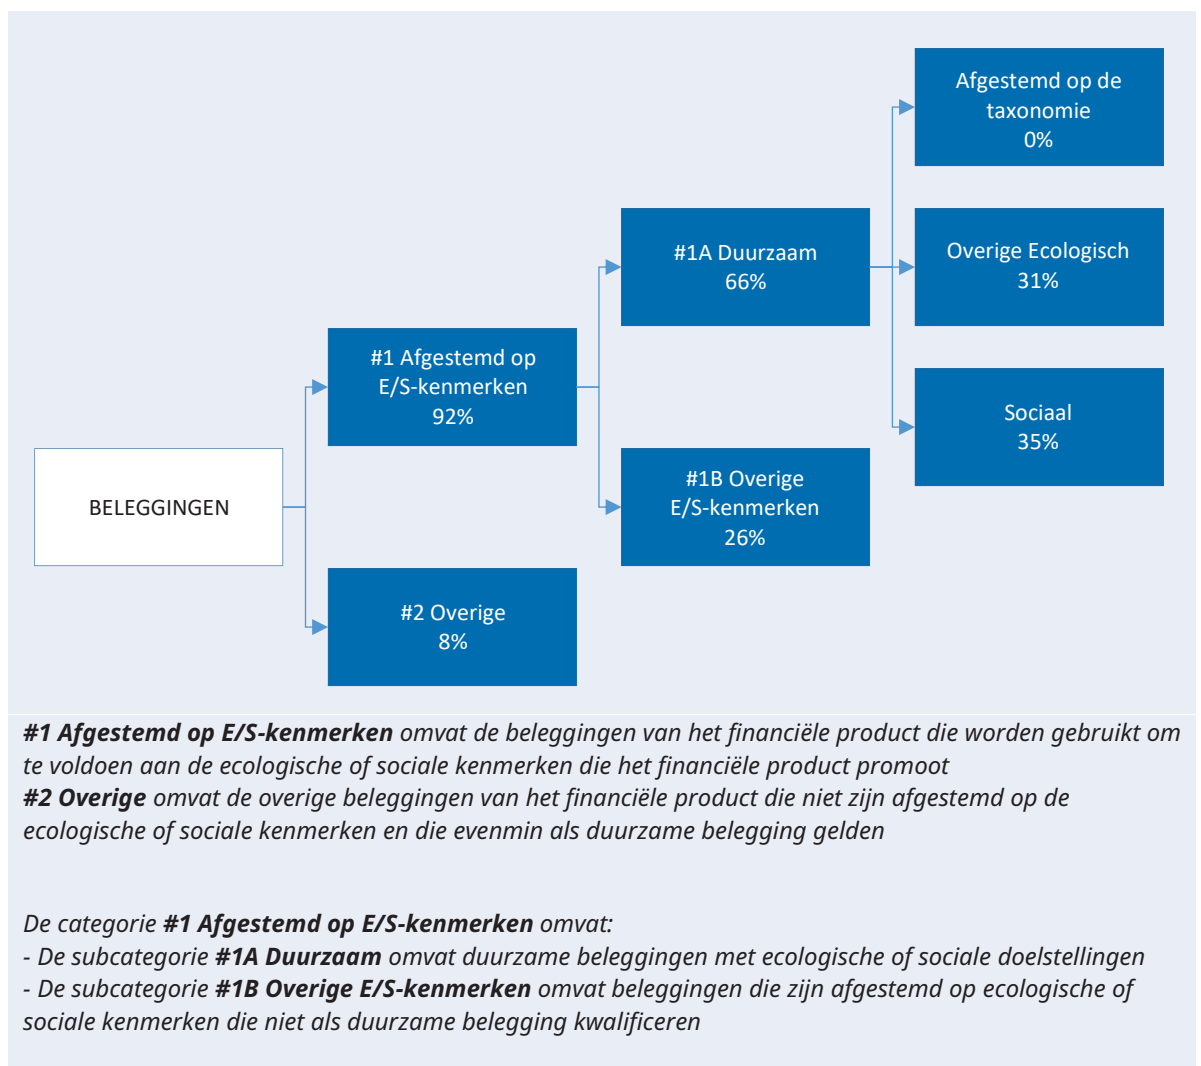 Afgestemd op de
taxonomie
0%
#1A Duurzaam
66%
Overige Ecologisch
31%
#1 Afgestemd op
E/S-kenmerken
92%
Sociaal
35%
BELEGGINGEN
#1B Overige
E/S-kenmerken
26%
#2 Overige
8%
#1 Afgestemd op E/S-kenmerken omvat de beleggingen van het financiële product die worden gebruikt om
te voldoen aan de ecologische of sociale kenmerken die het financiële product promoot
#2 Overige omvat de overige beleggingen van het financiële product die niet zijn afgestemd op de
ecologische of sociale kenmerken en die evenmin als duurzame belegging gelden
De categorie #1 Afgestemd op E/S-kenmerken omvat:
- De subcategorie #1A Duurzaam omvat duurzame beleggingen met ecologische of sociale doelstellingen
- De subcategorie #1B Overige E/S-kenmerken omvat beleggingen die zijn afgestemd op ecologische of
sociale kenmerken die niet als duurzame belegging kwalificeren